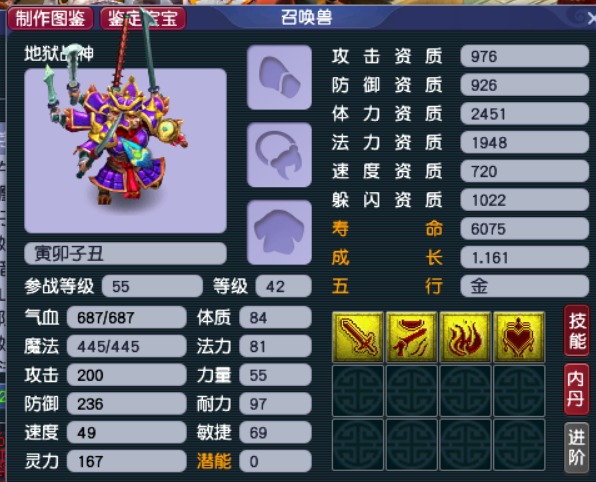 制作图鉴 鉴定宝宝 召唤兽
地狱战神
攻击资质 976
防御资质 926
体力资质 2451
法力资质 1948
速度资质 720
躲闪资质 1022
寿命 6075
成长 1.161
五行 金
寅卯子丑
参战等级 55 等级 42
气血 687/687 体质 84
魔法 445/445 法力 81
攻击 200 力量 55
防御 236 耐力 97
速度 49 敏捷 69
灵力 167 潜能 0
技能
内丹
进阶